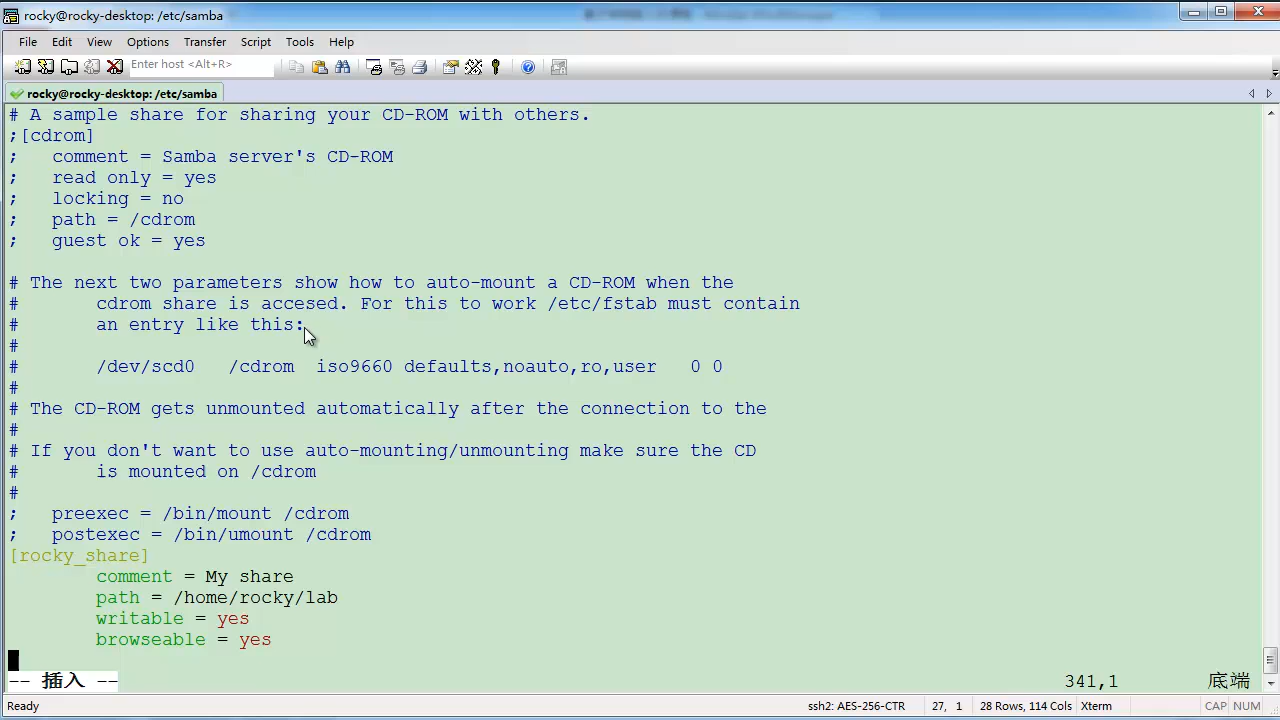 rocky@rocky-desktop: /etc/samba
File Edit View Options Transfer Script Tools Help
Enter host <Alt+R>
rocky@rocky-desktop: /etc/samba
# A sample share for sharing your CD-ROM with others.
;[cdrom]
;   comment = Samba server's CD-ROM
;   read only = yes
;   locking = no
;   path = /cdrom
;   guest ok = yes
# The next two parameters show how to auto-mount a CD-ROM when the
#       cdrom share is accesed. For this to work /etc/fstab must contain
#       an entry like this:
#
#       /dev/scd0   /cdrom  iso9660 defaults,noauto,ro,user   0 0
#
# The CD-ROM gets unmounted automatically after the connection to the
#
# If you don't want to use auto-mounting/unmounting make sure the CD
#       is mounted on /cdrom
#
;   preexec = /bin/mount /cdrom
;   postexec = /bin/umount /cdrom
[rocky_share]
        comment = My share
        path = /home/rocky/lab
        writable = yes
        browseable = yes
-- 插入 -- 341,1 底端
Ready ssh2: AES-256-CTR 27, 1 28 Rows, 114 Cols Xterm CAP NUM